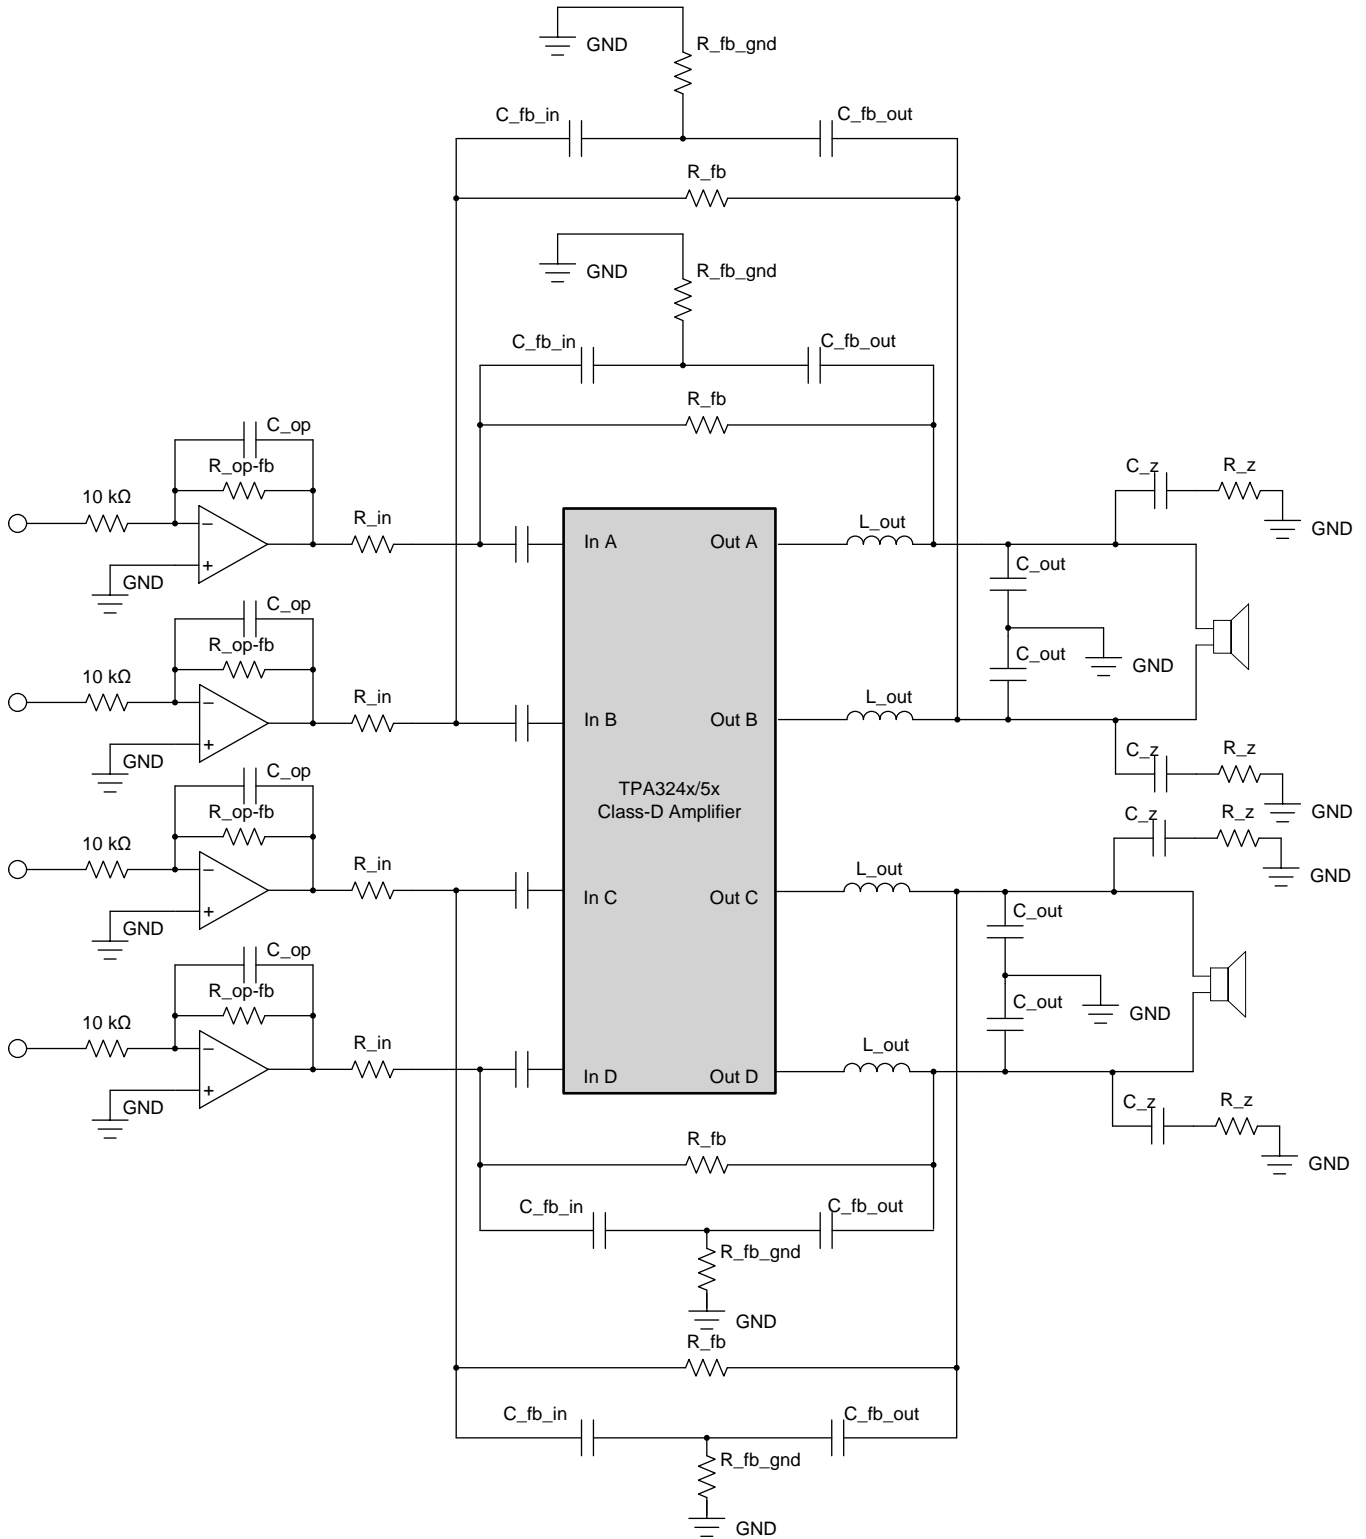 GND
R_fb_gnd
C_fb_in
C_fb_out
R_fb
GND
R_fb_gnd
C_fb_in
C_fb_out
R_fb
C_op
R_op-fb
10 kΩ
−
+
GND
R_in
In A
Out A
L_out
C_z
R_z
GND
C_out
C_out
GND
C_op
R_op-fb
10 kΩ
−
+
GND
R_in
In B
Out B
L_out
C_z
R_z
GND
TPA324x/5x
Class-D Amplifier
C_op
R_op-fb
10 kΩ
−
+
GND
R_in
In C
Out C
L_out
C_z
R_z
GND
C_out
C_out
GND
C_op
R_op-fb
10 kΩ
−
+
GND
R_in
In D
Out D
L_out
C_z
R_z
GND
R_fb
C_fb_in
C_fb_out
R_fb_gnd
GND
R_fb
C_fb_in
C_fb_out
R_fb_gnd
GND